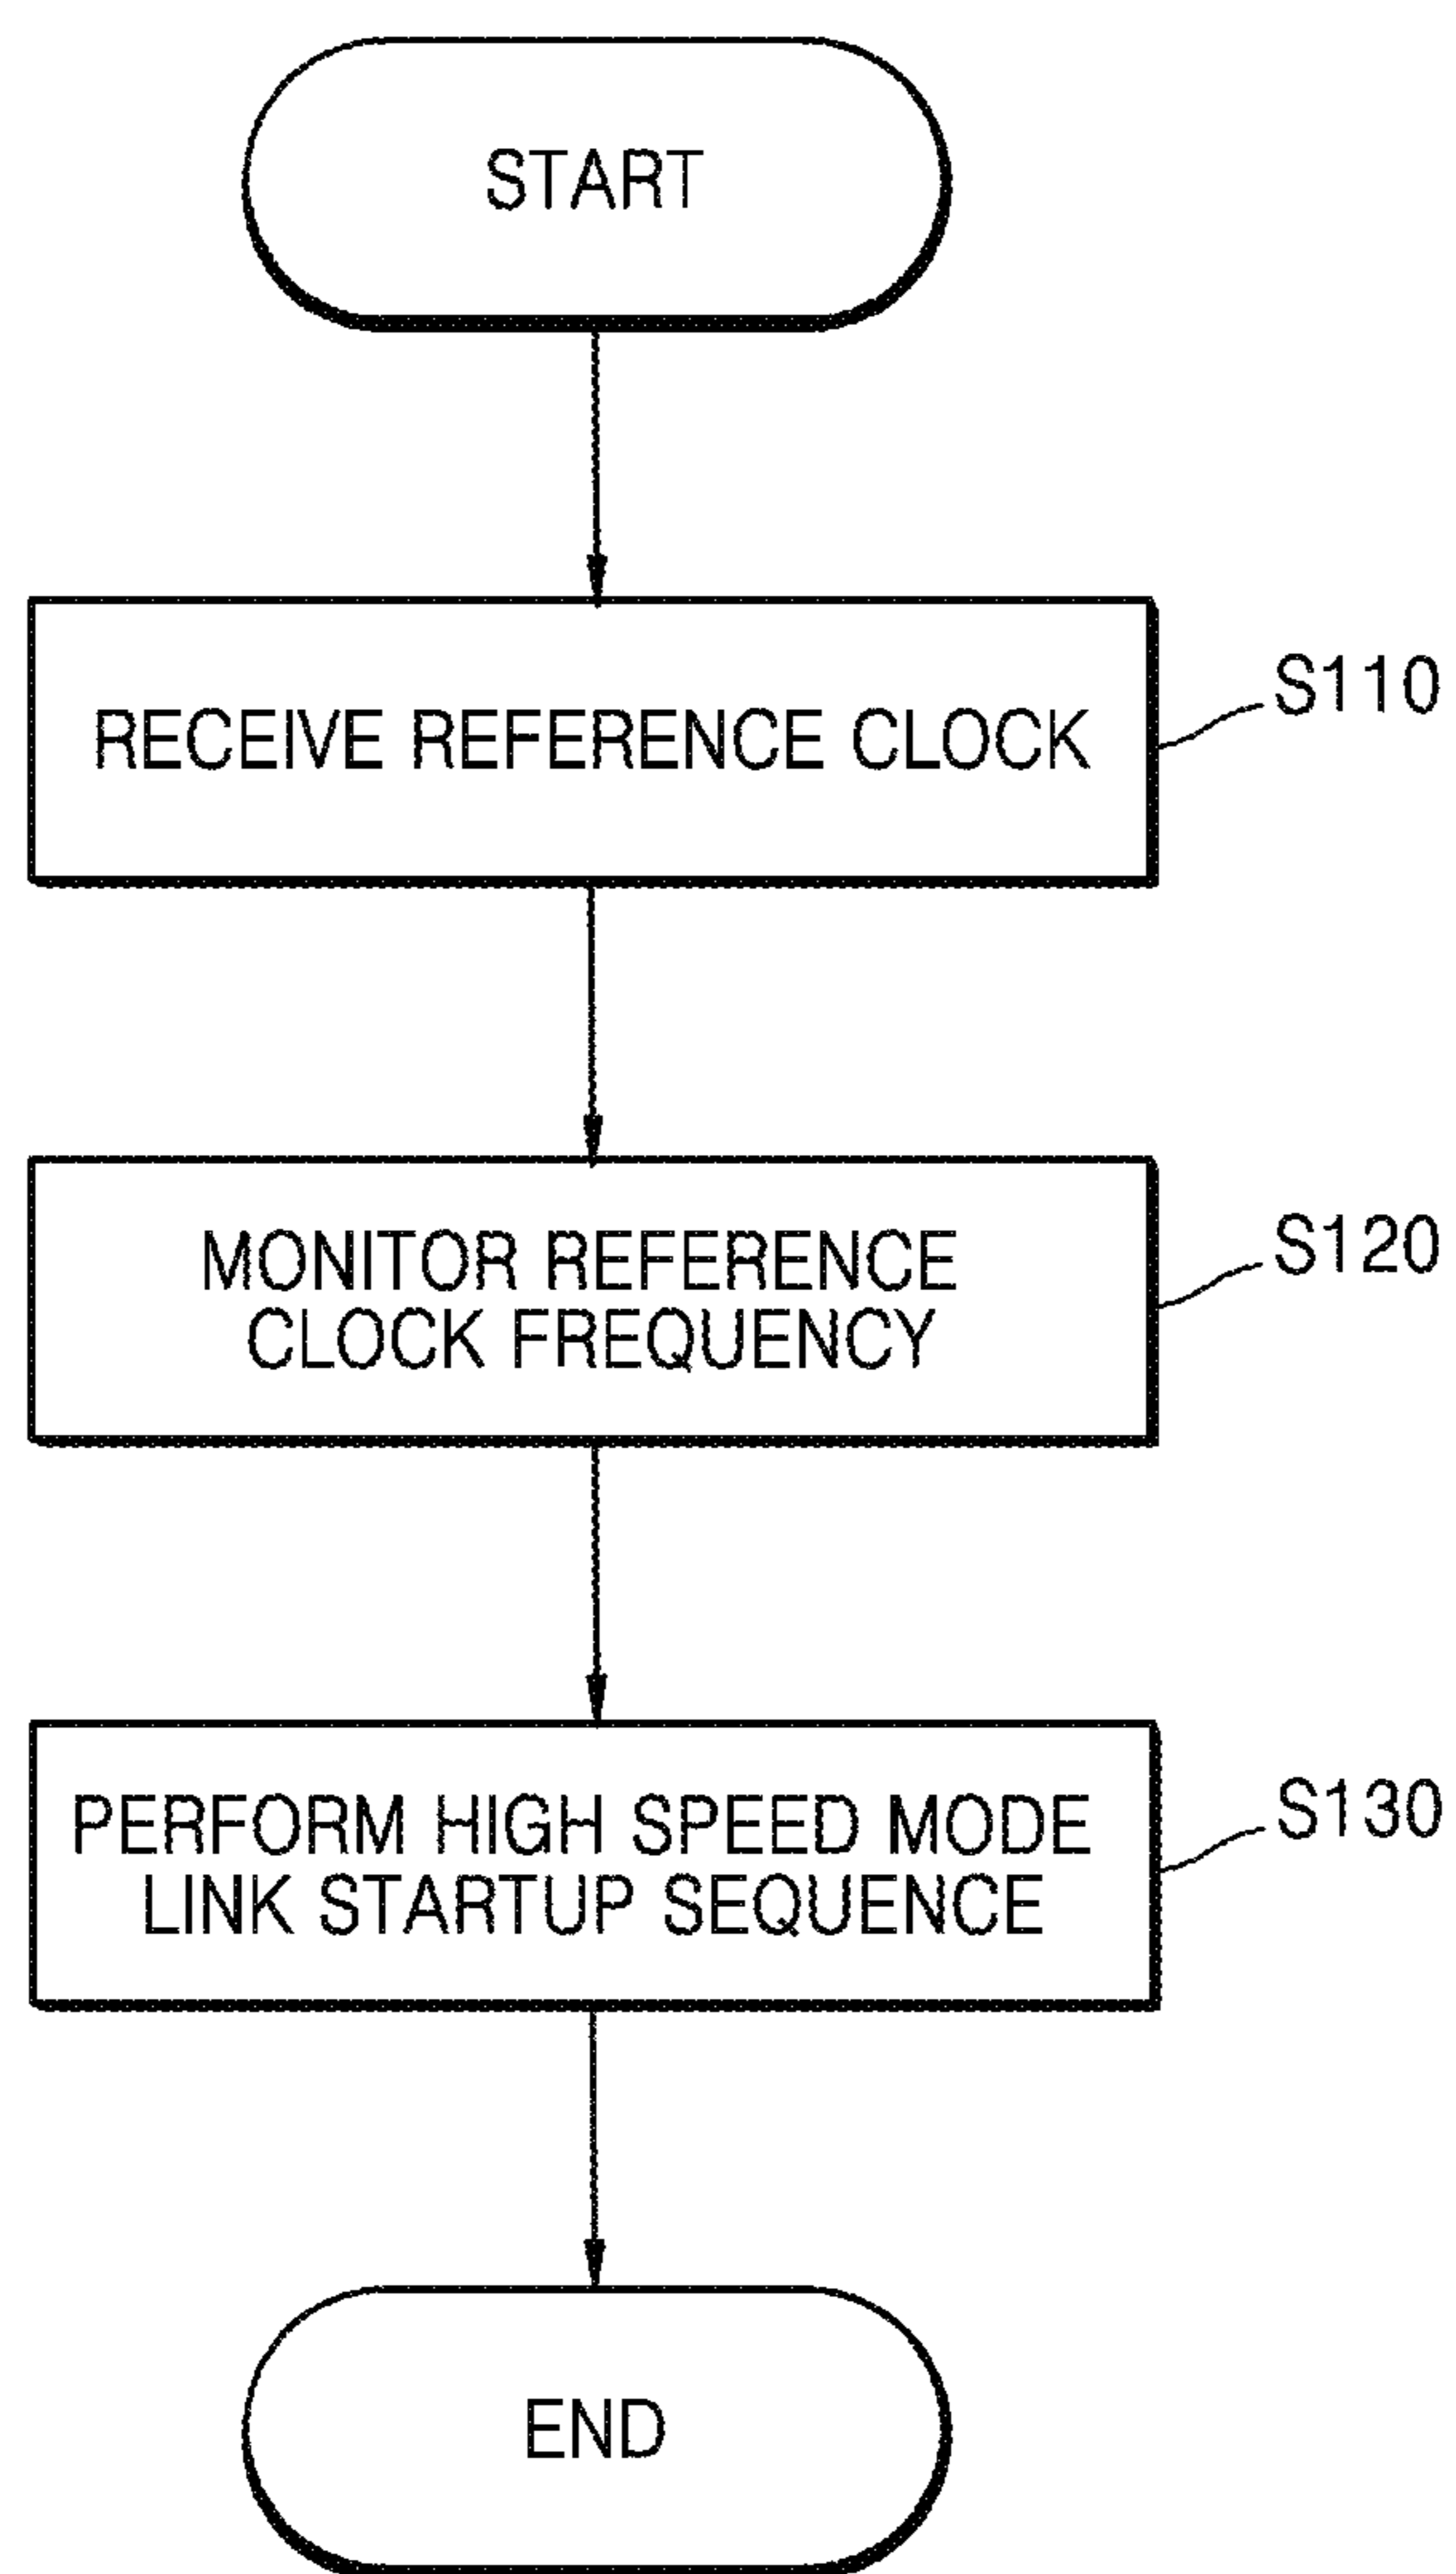 START
RECEIVE REFERENCE CLOCK
S110
MONITOR REFERENCE
CLOCK FREQUENCY
S120
PERFORM HIGH SPEED MODE
LINK STARTUP SEQUENCE
S130
END